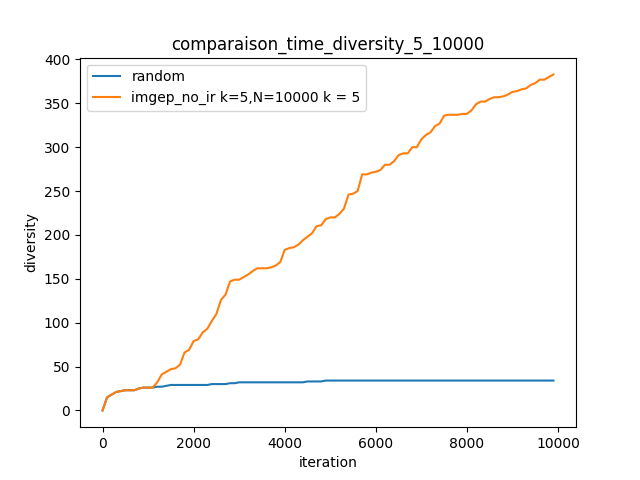 comparaison_time_diversity_5_10000
random
imgep_no_ir k=5,N=10000 k = 5
400
350
300
250
200
150
100
50
0
diversity
0 2000 4000 6000 8000 10000
iteration